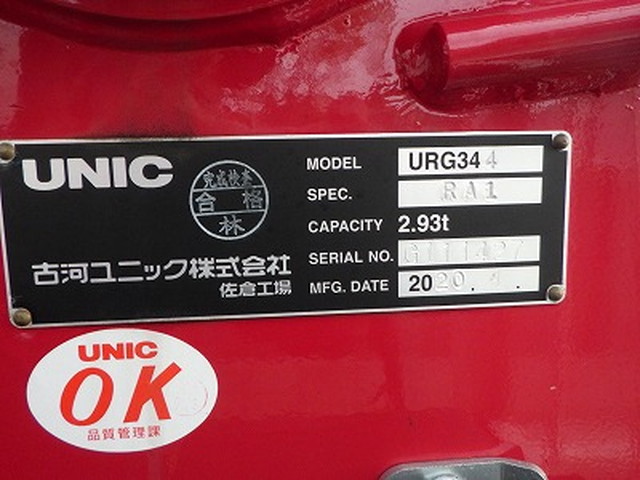 UNIC
完成検査
合格
林
古河ユニック株式会社
佐倉工場
MODEL URG344
SPEC. RA1
CAPACITY 2.93t
SERIAL NO.
MFG. DATE 2020. 4 .
UNIC
OK
品質管理課